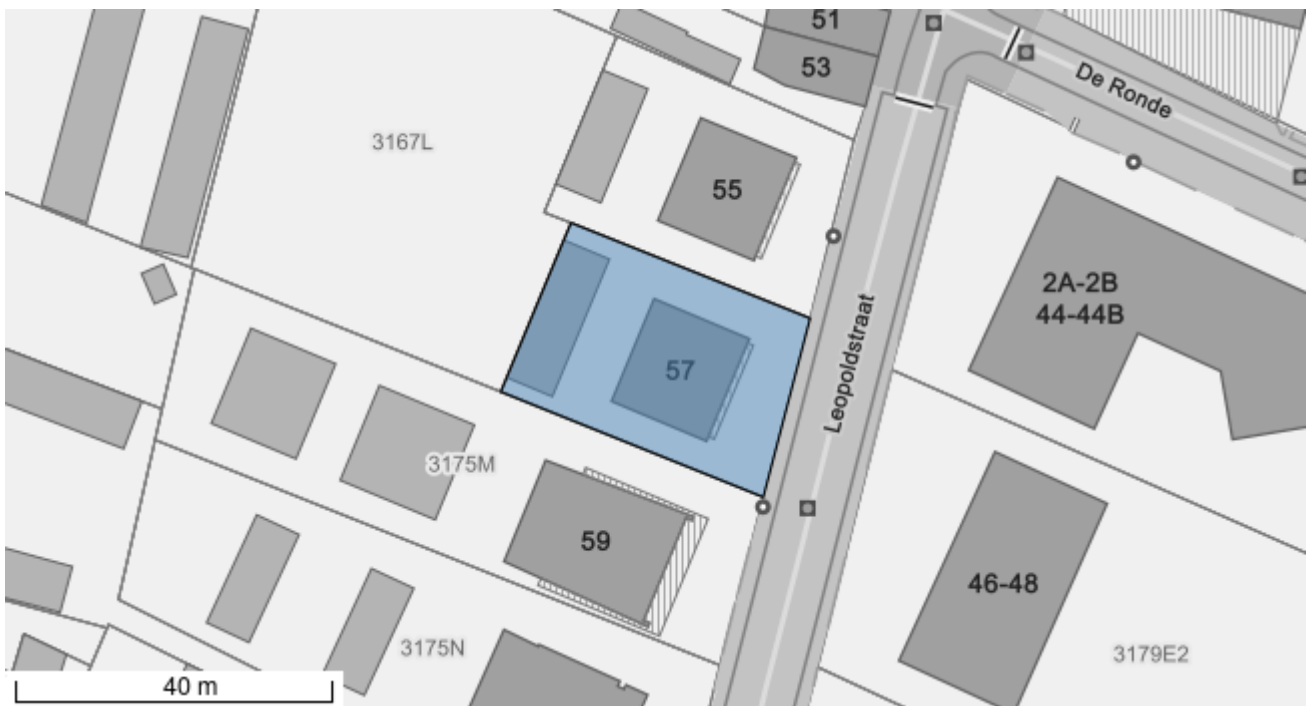 51
53
De Ronde
3167L
55
2A-2B
44-44B
Leopoldstraat
57
3175M
59
46-48
3175N
3179E2
40 m